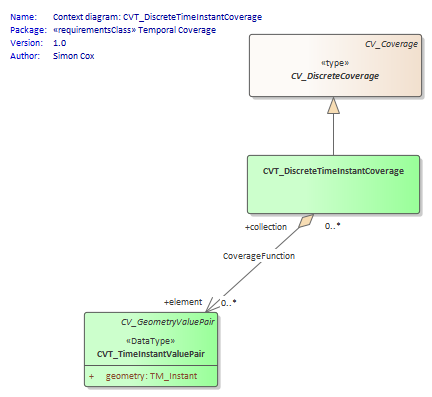 Name: Context diagram: CVT_DiscreteTimeInstantCoverage
Package: «requirementsClass» Temporal Coverage
Version: 1.0
Author: Simon Cox
CV_Coverage
«type»
CV_DiscreteCoverage
CVT_DiscreteTimeInstantCoverage
+collection 0..*
CoverageFunction
+element 0..*
CV_GeometryValuePair
«DataType»
CVT_TimeInstantValuePair
+ geometry: TM_Instant